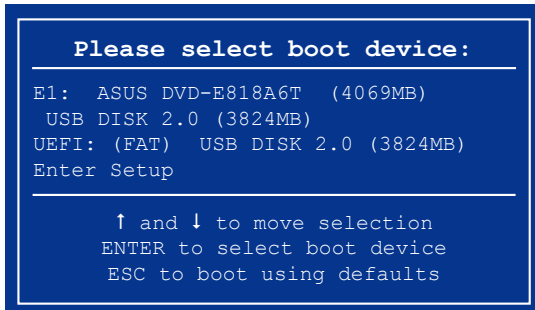 Please select boot device:
E1: ASUS DVD-E818A6T (4069MB)
USB DISK 2.0 (3824MB)
UEFI: (FAT) USB DISK 2.0 (3824MB)
Enter Setup
↑ and ↓ to move selection
ENTER to select boot device
ESC to boot using defaults